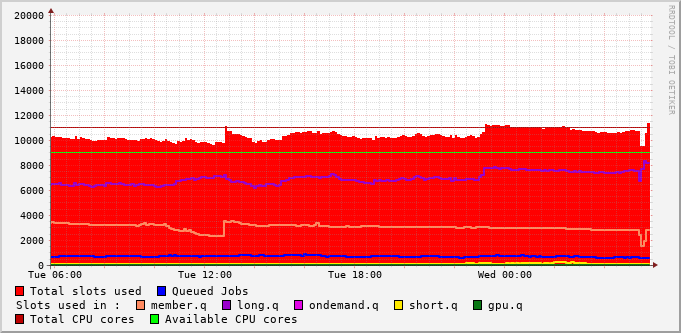 20000
18000
16000
14000
12000
10000
8000
6000
4000
2000
0
Tue 06:00 Tue 12:00 Tue 18:00 Wed 00:00
RRDTOOL / TOBI OETIKER
Total slots used Queued Jobs
Slots used in : member.q long.q ondemand.q short.q gpu.q
Total CPU cores Available CPU cores